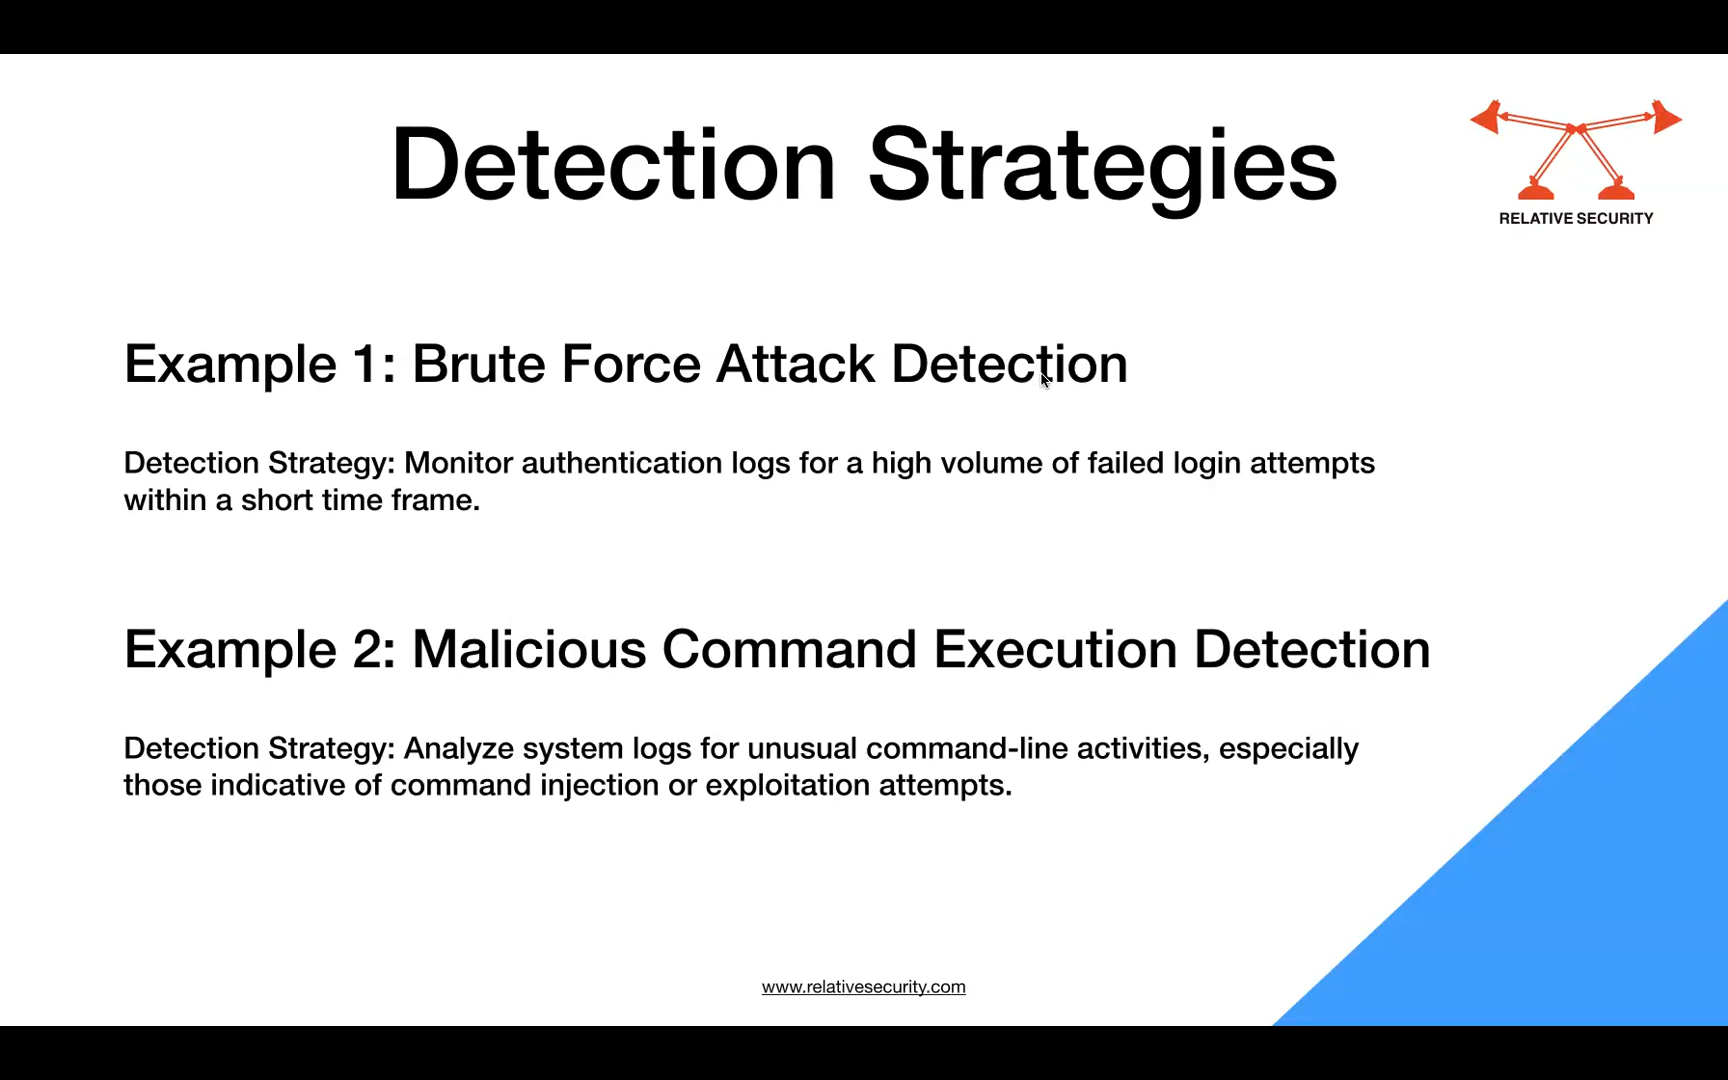 Detection Strategies
RELATIVE SECURITY
Example 1: Brute Force Attack Detection
Detection Strategy: Monitor authentication logs for a high volume of failed login attempts
within a short time frame.
Example 2: Malicious Command Execution Detection
Detection Strategy: Analyze system logs for unusual command-line activities, especially
those indicative of command injection or exploitation attempts.
www.relativesecurity.com